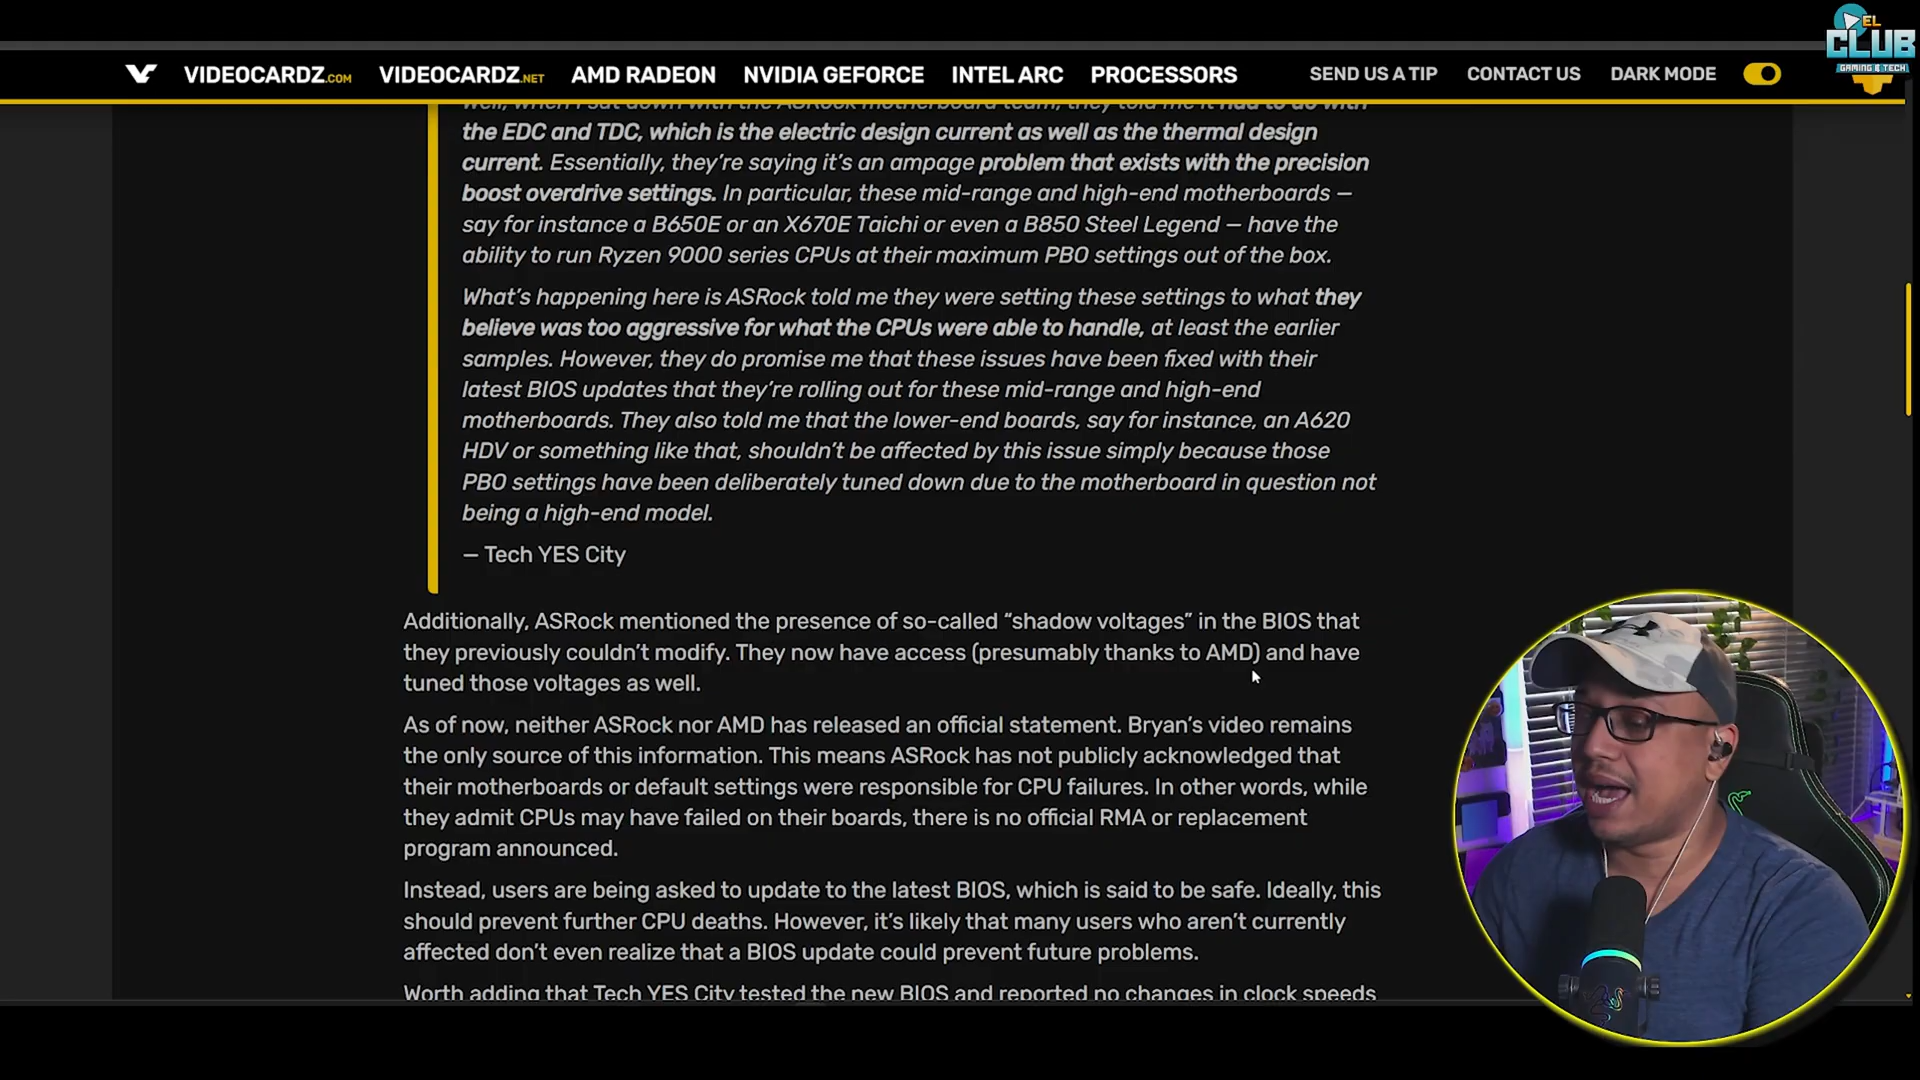 EL
CLUB
GAMING & TECH
VIDEOCARDZ.COM VIDEOCARDZ.NET AMD RADEON NVIDIA GEFORCE INTEL ARC PROCESSORS SEND US A TIP CONTACT US DARK MODE
Well, when I sat down with the ASRock motherboard team, they told me it had to do with
the EDC and TDC, which is the electric design current as well as the thermal design
current. Essentially, they're saying it's an ampage problem that exists with the precision
boost overdrive settings. In particular, these mid-range and high-end motherboards —
say for instance a B650E or an X670E Taichi or even a B850 Steel Legend — have the
ability to run Ryzen 9000 series CPUs at their maximum PBO settings out of the box.
What's happening here is ASRock told me they were setting these settings to what they
believe was too aggressive for what the CPUs were able to handle, at least the earlier
samples. However, they do promise me that these issues have been fixed with their
latest BIOS updates that they're rolling out for these mid-range and high-end
motherboards. They also told me that the lower-end boards, say for instance, an A620
HDV or something like that, shouldn't be affected by this issue simply because those
PBO settings have been deliberately tuned down due to the motherboard in question not
being a high-end model.
— Tech YES City
Additionally, ASRock mentioned the presence of so-called “shadow voltages” in the BIOS that
they previously couldn't modify. They now have access (presumably thanks to AMD) and have
tuned those voltages as well.
As of now, neither ASRock nor AMD has released an official statement. Bryan's video remains
the only source of this information. This means ASRock has not publicly acknowledged that
their motherboards or default settings were responsible for CPU failures. In other words, while
they admit CPUs may have failed on their boards, there is no official RMA or replacement
program announced.
Instead, users are being asked to update to the latest BIOS, which is said to be safe. Ideally, this
should prevent further CPU deaths. However, it's likely that many users who aren't currently
affected don't even realize that a BIOS update could prevent future problems.
Worth adding that Tech YES City tested the new BIOS and reported no changes in clock speeds